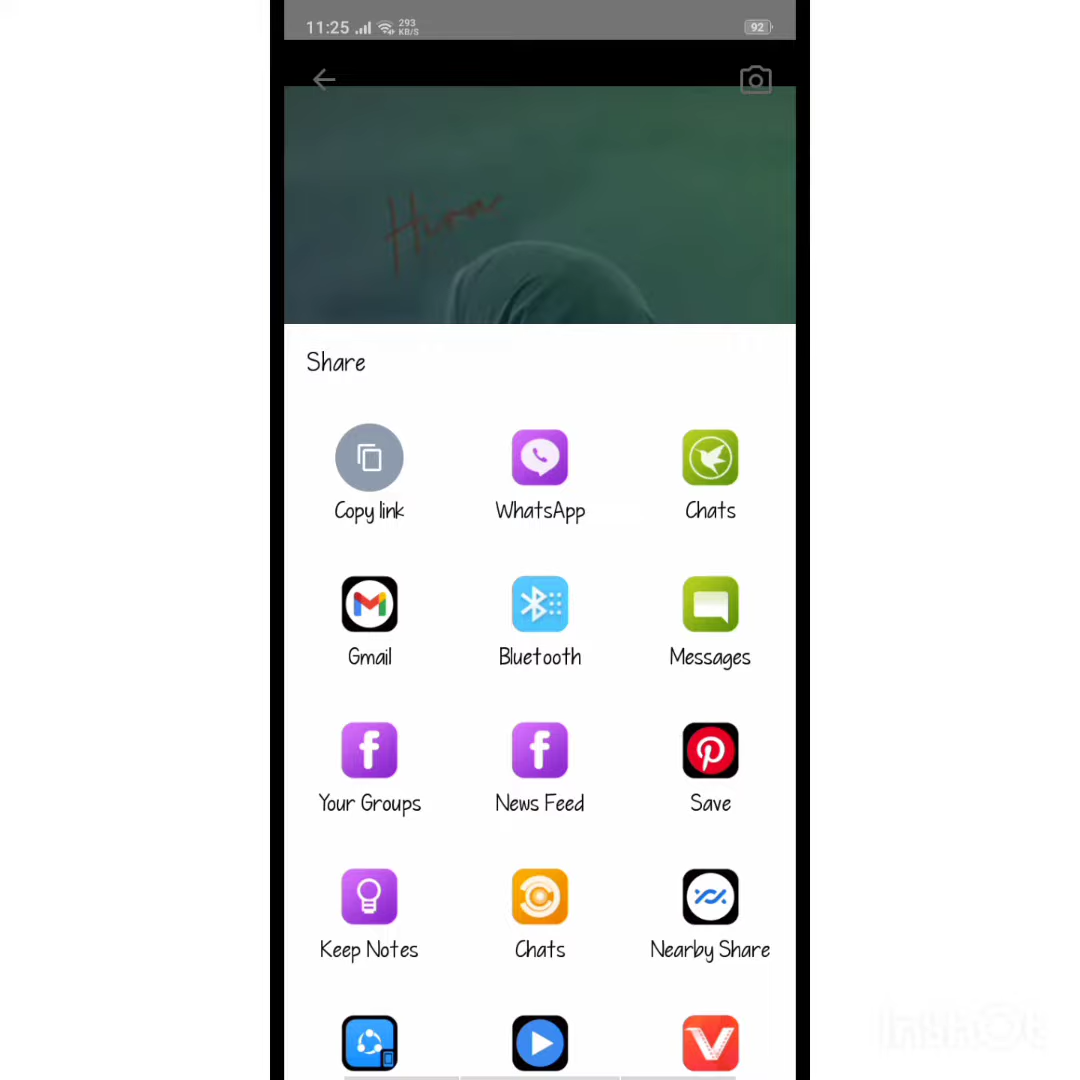 11:25 293 KB/S 92
Hira
Share
Copy link WhatsApp Chats
Gmail Bluetooth Messages
Your Groups News Feed Save
Keep Notes Chats Nearby Share